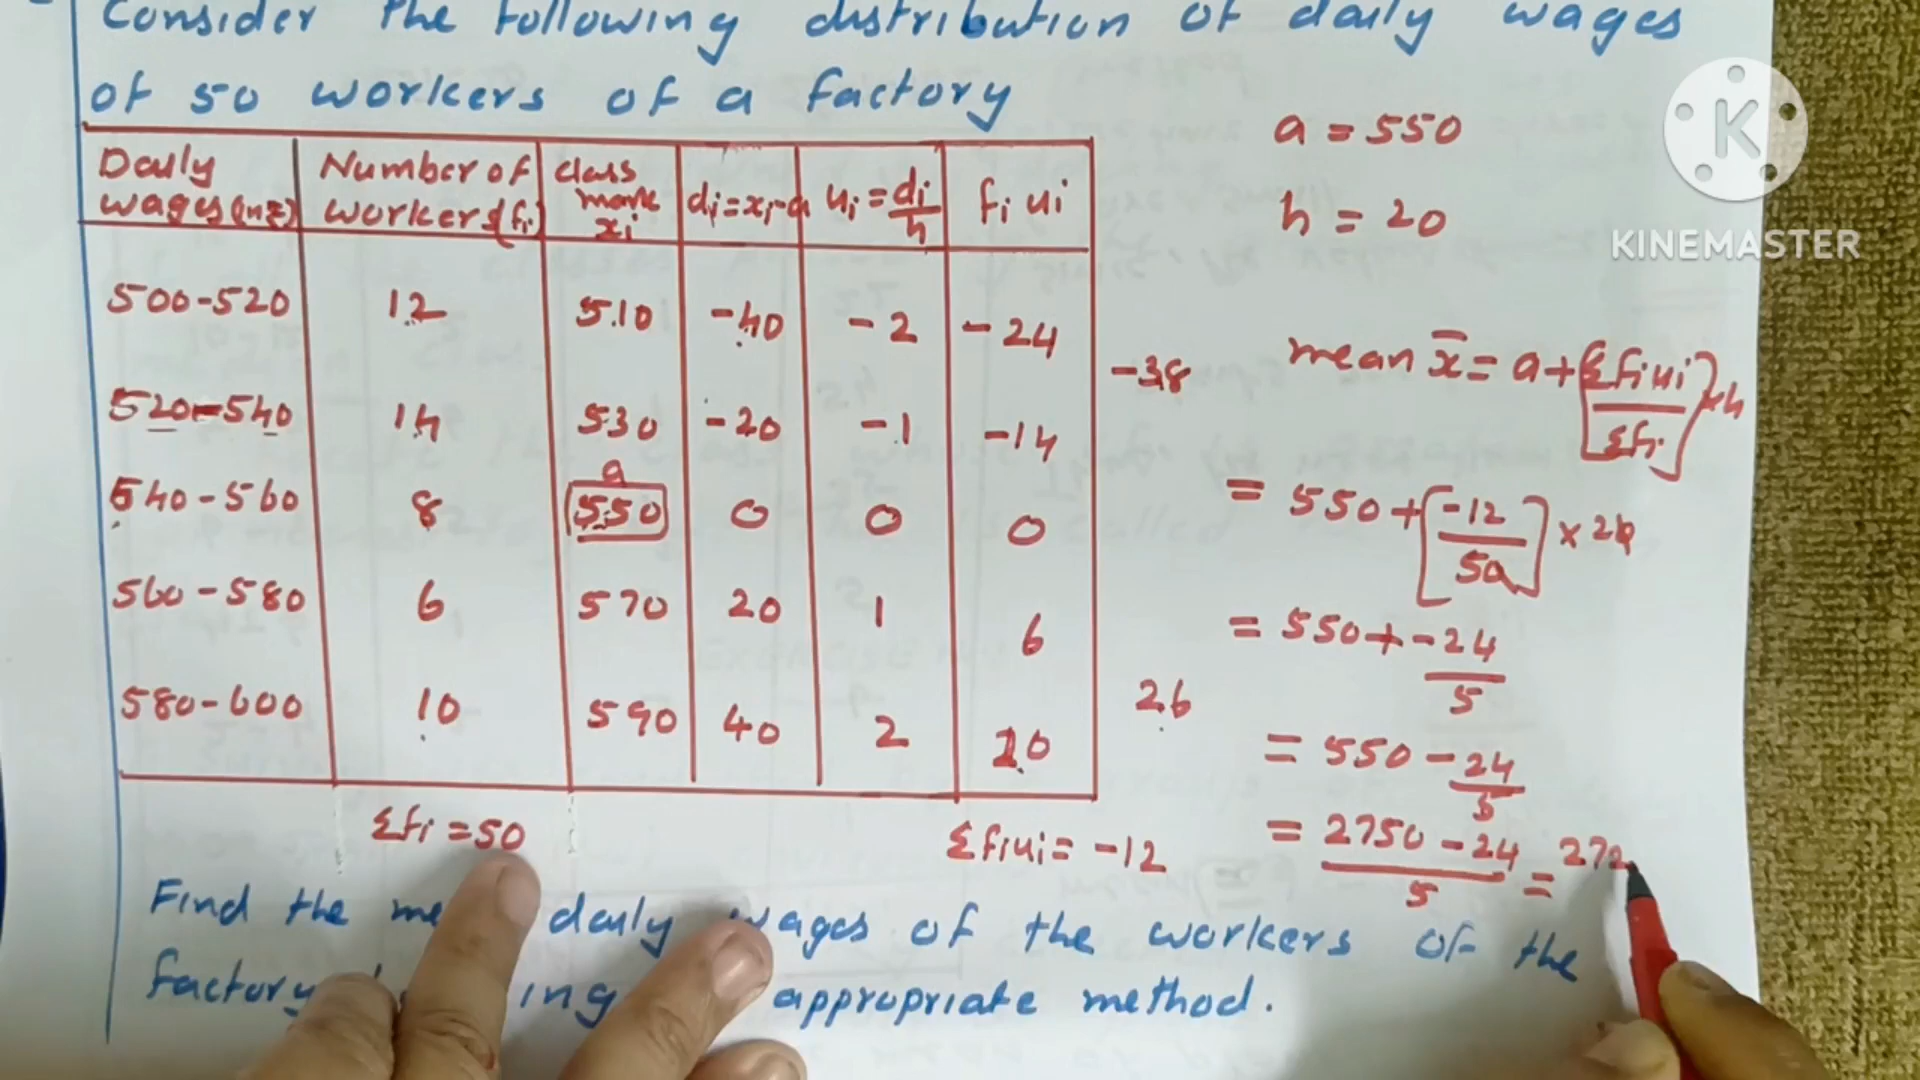 Consider the following distribution of daily wages
of 50 workers of a factory
Daily wages(in₹) Number of workers(fi) class mark xi di=xi-a ui=di/h fi ui
500-520 12 510 -40 -2 -24
520-540 14 530 -20 -1 -14
-38
a
540-560 8 550 0 0 0
560-580 6 570 20 1 6
580-600 10 590 40 2 20
26
Σfi=50 Σfiui= -12
Find the daily wages of the workers of the
factory appropriate method.
a=550
h=20
KINEMASTER
mean x̄= a+[Σfiui/Σfi]×h
= 550+[-12/50]×20
= 550+-24/5
= 550-24/5
= 2750-24/5 = 272